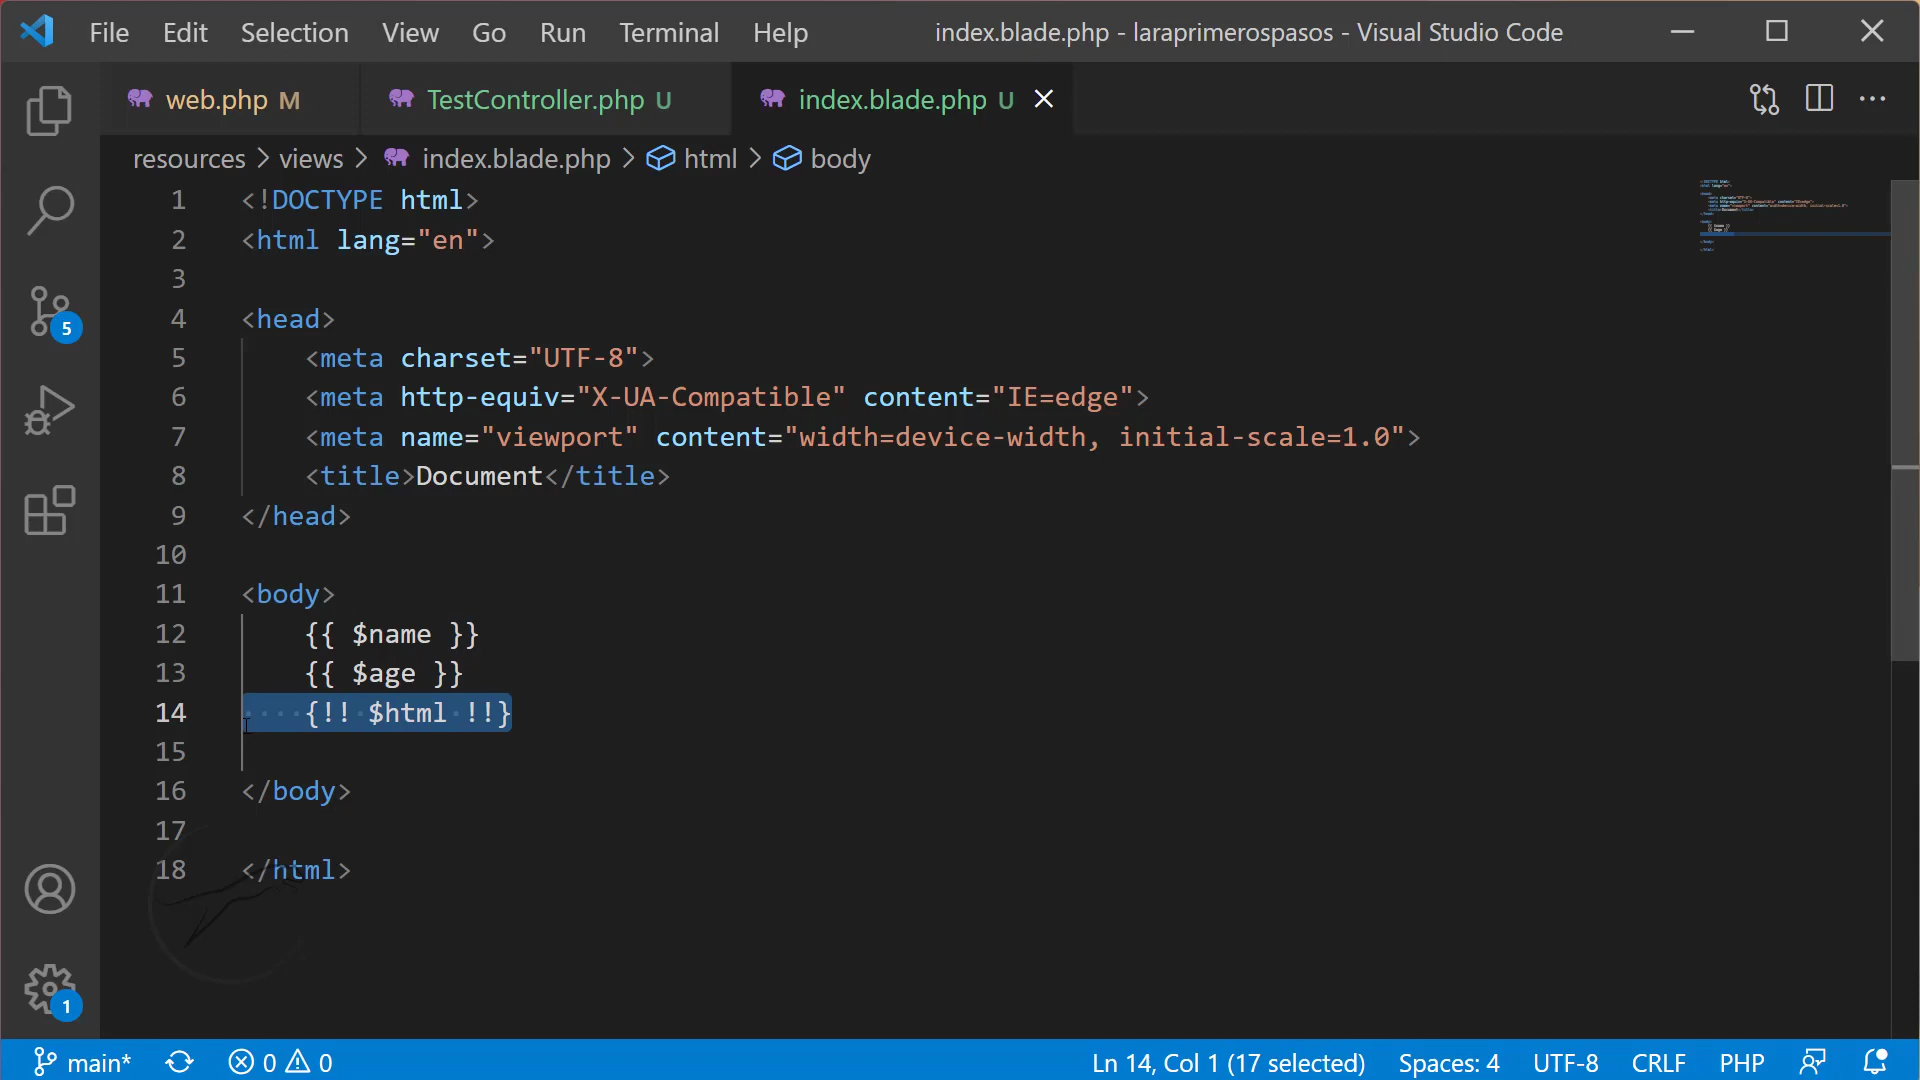 File Edit Selection View Go Run Terminal Help index.blade.php - laraprimerospasos - Visual Studio Code
web.php M TestController.php U index.blade.php U
resources > views > index.blade.php > html > body
1 <!DOCTYPE html>
2 <html lang="en">
3
4 <head>
5 <meta charset="UTF-8">
6 <meta http-equiv="X-UA-Compatible" content="IE=edge">
7 <meta name="viewport" content="width=device-width, initial-scale=1.0">
8 <title>Document</title>
9 </head>
10
11 <body>
12 {{ $name }}
13 {{ $age }}
14 {!! $html !!}
15
16 </body>
17
18 </html>
5
1
main* 0 0 Ln 14, Col 1 (17 selected) Spaces: 4 UTF-8 CRLF PHP